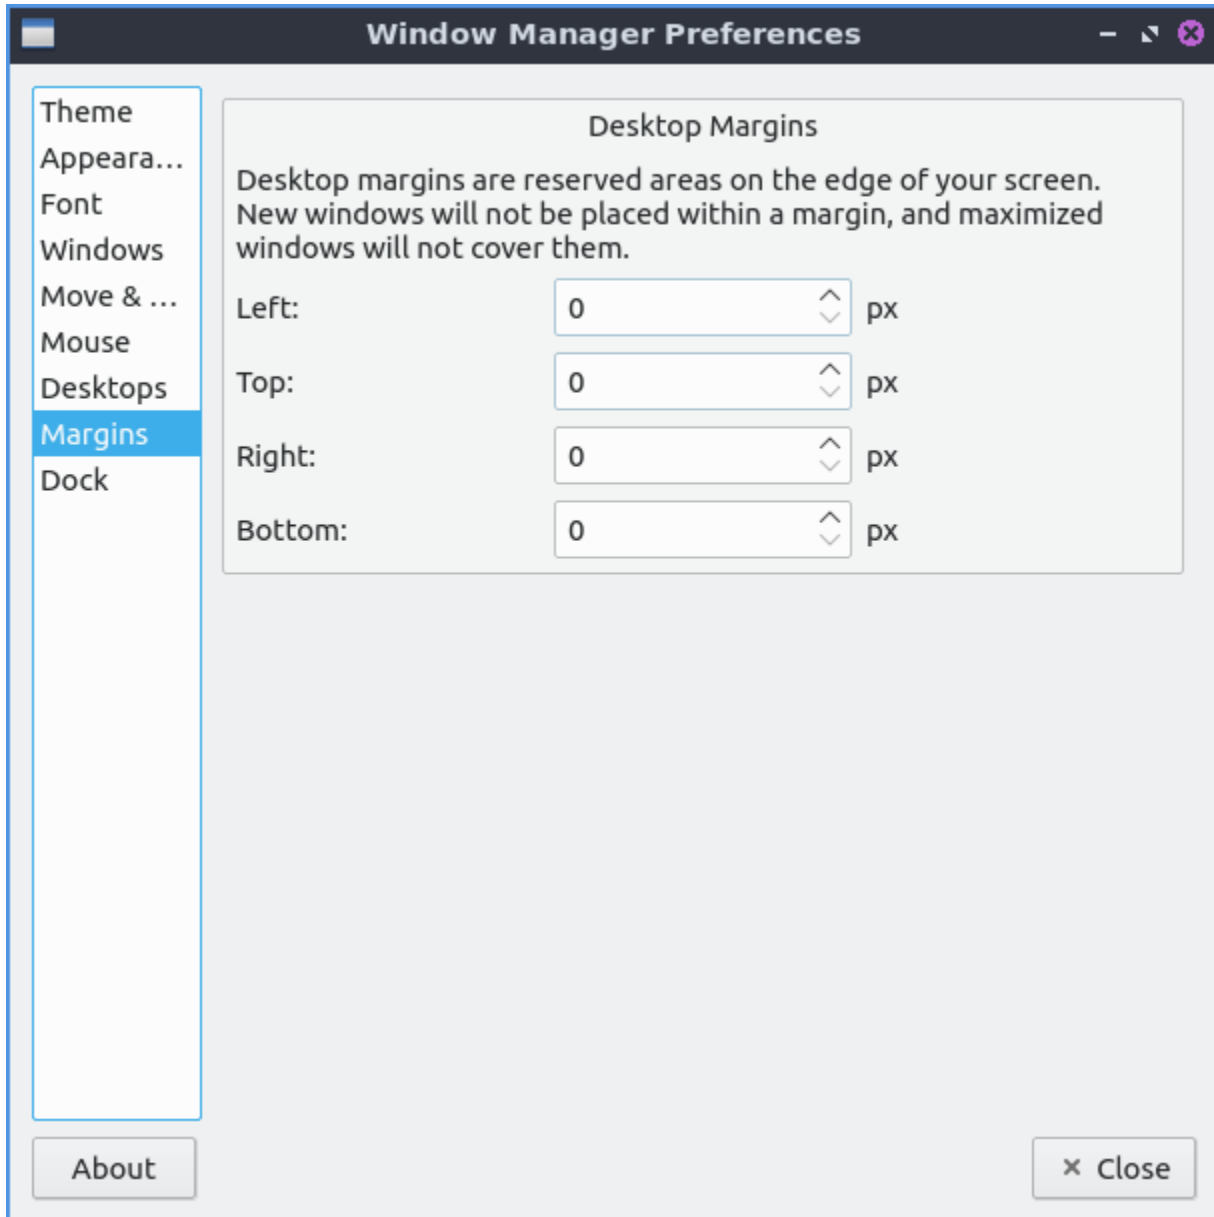 Window Manager Preferences
Theme
Appeara...
Font
Windows
Move & ...
Mouse
Desktops
Margins
Dock
Desktop Margins
Desktop margins are reserved areas on the edge of your screen.
New windows will not be placed within a margin, and maximized
windows will not cover them.
Left: 0 px
Top: 0 px
Right: 0 px
Bottom: 0 px
About
Close